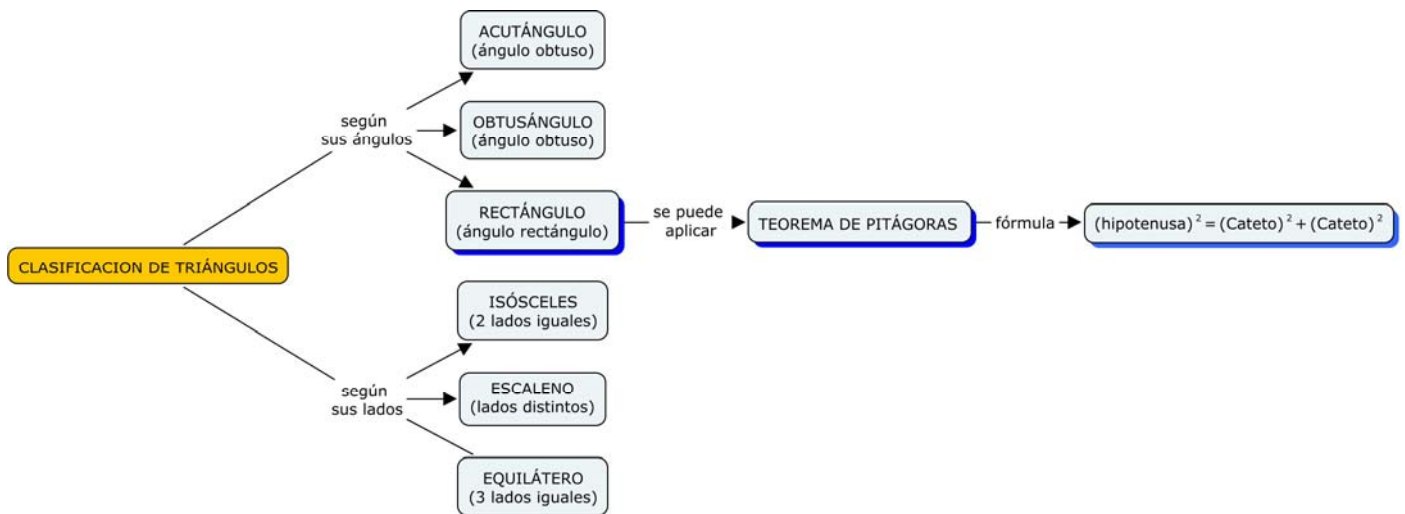 CLASIFICACION DE TRIÁNGULOS
según
sus ángulos
ACUTÁNGULO
(ángulo obtuso)
OBTUSÁNGULO
(ángulo obtuso)
RECTÁNGULO
(ángulo rectángulo)
se puede
aplicar
TEOREMA DE PITÁGORAS
fórmula
(hipotenusa)² = (Cateto)² + (Cateto)²
según
sus lados
ISÓSCELES
(2 lados iguales)
ESCALENO
(lados distintos)
EQUILÁTERO
(3 lados iguales)